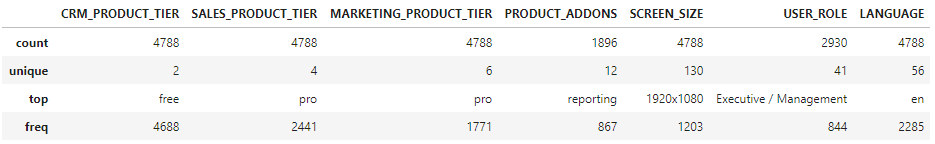 CRM_PRODUCT_TIER SALES_PRODUCT_TIER MARKETING_PRODUCT_TIER PRODUCT_ADDONS SCREEN_SIZE USER_ROLE LANGUAGE
count 4788 4788 4788 1896 4788 2930 4788
unique 2 4 6 12 130 41 56
top free pro pro reporting 1920x1080 Executive / Management en
freq 4688 2441 1771 867 1203 844 2285